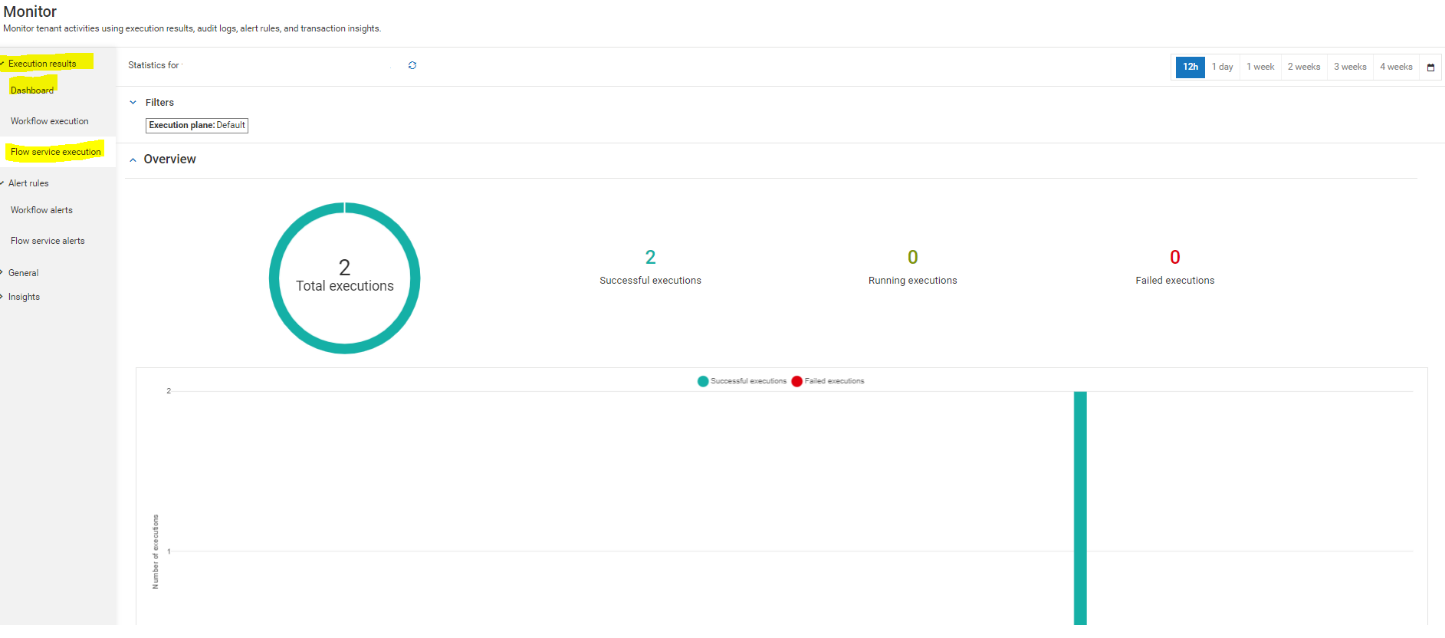 Monitor
Monitor tenant activities using execution results, audit logs, alert rules, and transaction insights.
Execution results
Dashboard
Workflow execution
Flow service execution
Alert rules
Workflow alerts
Flow service alerts
General
Insights
Statistics for
12h 1 day 1 week 2 weeks 3 weeks 4 weeks
Filters
Execution plane: Default
Overview
2
Total executions
2
Successful executions
0
Running executions
0
Failed executions
Successful executions Failed executions
2
1
Number of executions